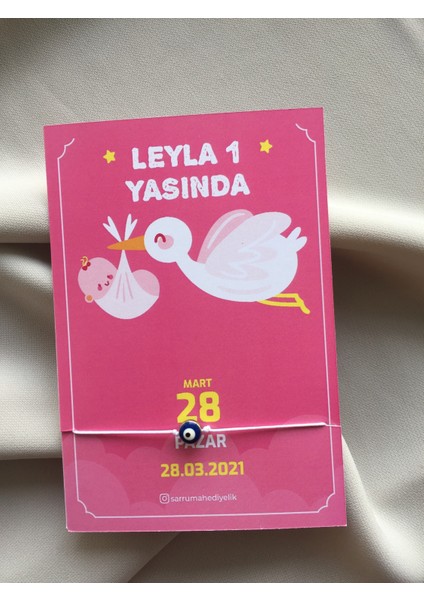 LEYLA 1
YASINDA
MART
28
PAZAR
28.03.2021
sarrumahediyelik